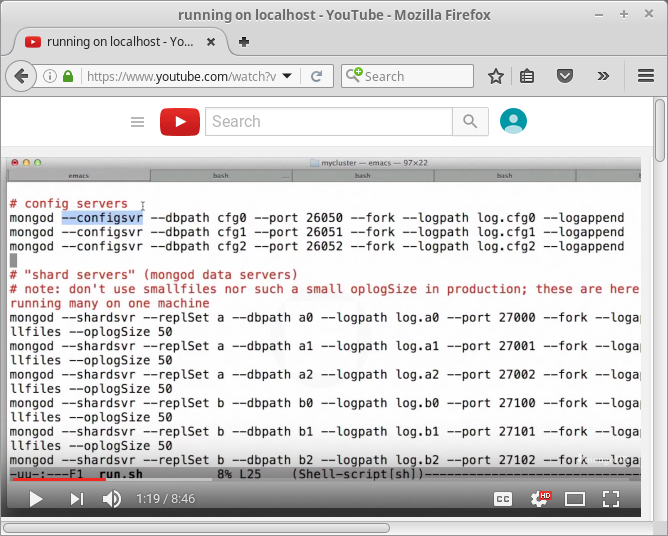 running on localhost - YouTube - Mozilla Firefox
running on localhost - Yo...
https://www.youtube.com/watch?v
Search
Search
mycluster — emacs — 97×22
emacs
bash
bash
bash
# config servers
mongod --configsvr --dbpath cfg0 --port 26050 --fork --logpath log.cfg0 --logappend
mongod --configsvr --dbpath cfg1 --port 26051 --fork --logpath log.cfg1 --logappend
mongod --configsvr --dbpath cfg2 --port 26052 --fork --logpath log.cfg2 --logappend
# "shard servers" (mongod data servers)
# note: don't use smallfiles nor such a small oplogSize in production; these are here
running many on one machine
mongod --shardsvr --replSet a --dbpath a0 --logpath log.a0 --port 27000 --fork --loga
llfiles --oplogSize 50
mongod --shardsvr --replSet a --dbpath a1 --logpath log.a1 --port 27001 --fork --loga
llfiles --oplogSize 50
mongod --shardsvr --replSet a --dbpath a2 --logpath log.a2 --port 27002 --fork --loga
llfiles --oplogSize 50
mongod --shardsvr --replSet b --dbpath b0 --logpath log.b0 --port 27100 --fork --loga
llfiles --oplogSize 50
mongod --shardsvr --replSet b --dbpath b1 --logpath log.b1 --port 27101 --fork --loga
llfiles --oplogSize 50
mongod --shardsvr --replSet b --dbpath b2 --logpath log.b2 --port 27102 --fork --loga
-uu-:---F1 run.sh 8% L25 (Shell-script[sh])------------------------------
1:19 / 8:46
CC
HD